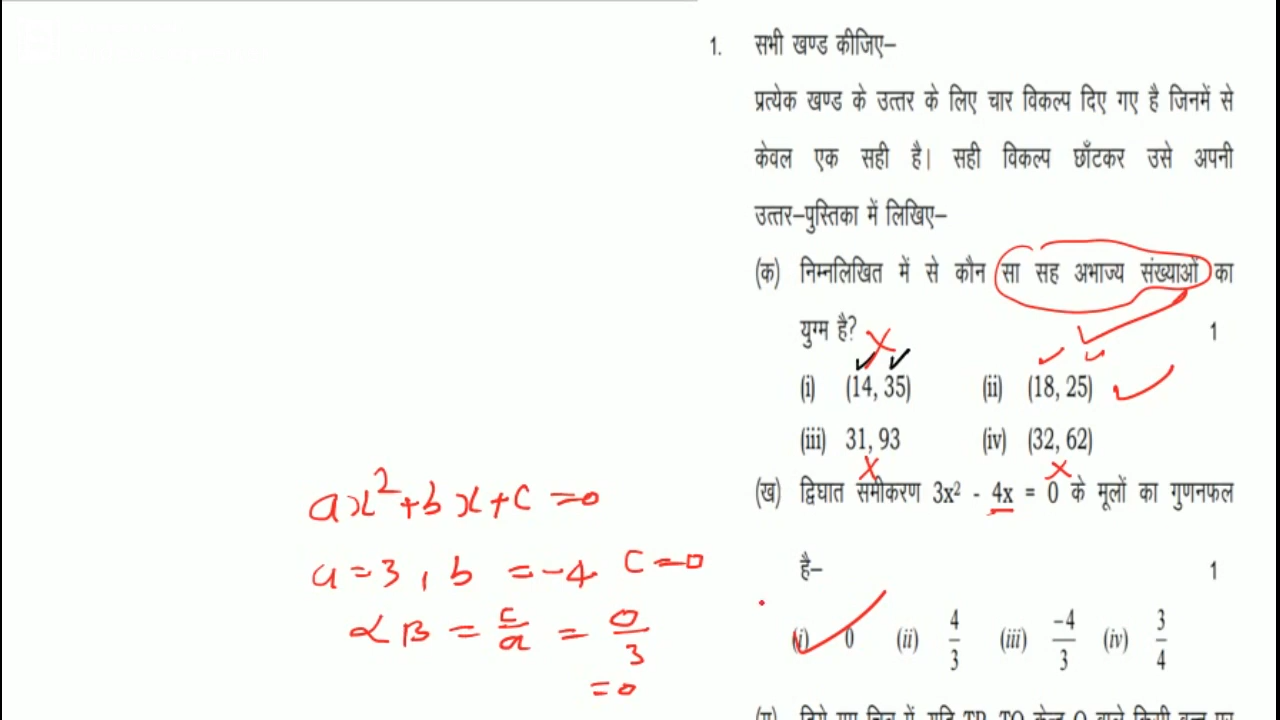 1. सभी खण्ड कीजिए–
प्रत्येक खण्ड के उत्तर के लिए चार विकल्प दिए गए है जिनमें से
केवल एक सही है। सही विकल्प छाँटकर उसे अपनी
उत्तर–पुस्तिका में लिखिए–
(क) निम्नलिखित में से कौन सा सह अभाज्य संख्याओं का
युग्म है? 1
(i) (14, 35) (ii) (18, 25)
(iii) 31, 93 (iv) (32, 62)
(ख) द्विघात समीकरण 3x² - 4x = 0 के मूलों का गुणनफल
है– 1
(i) 0 (ii) 4/3 (iii) -4/3 (iv) 3/4
ax²+bx+c=0
a=3, b=-4 c=0
αβ = c/a = 0/3
=0